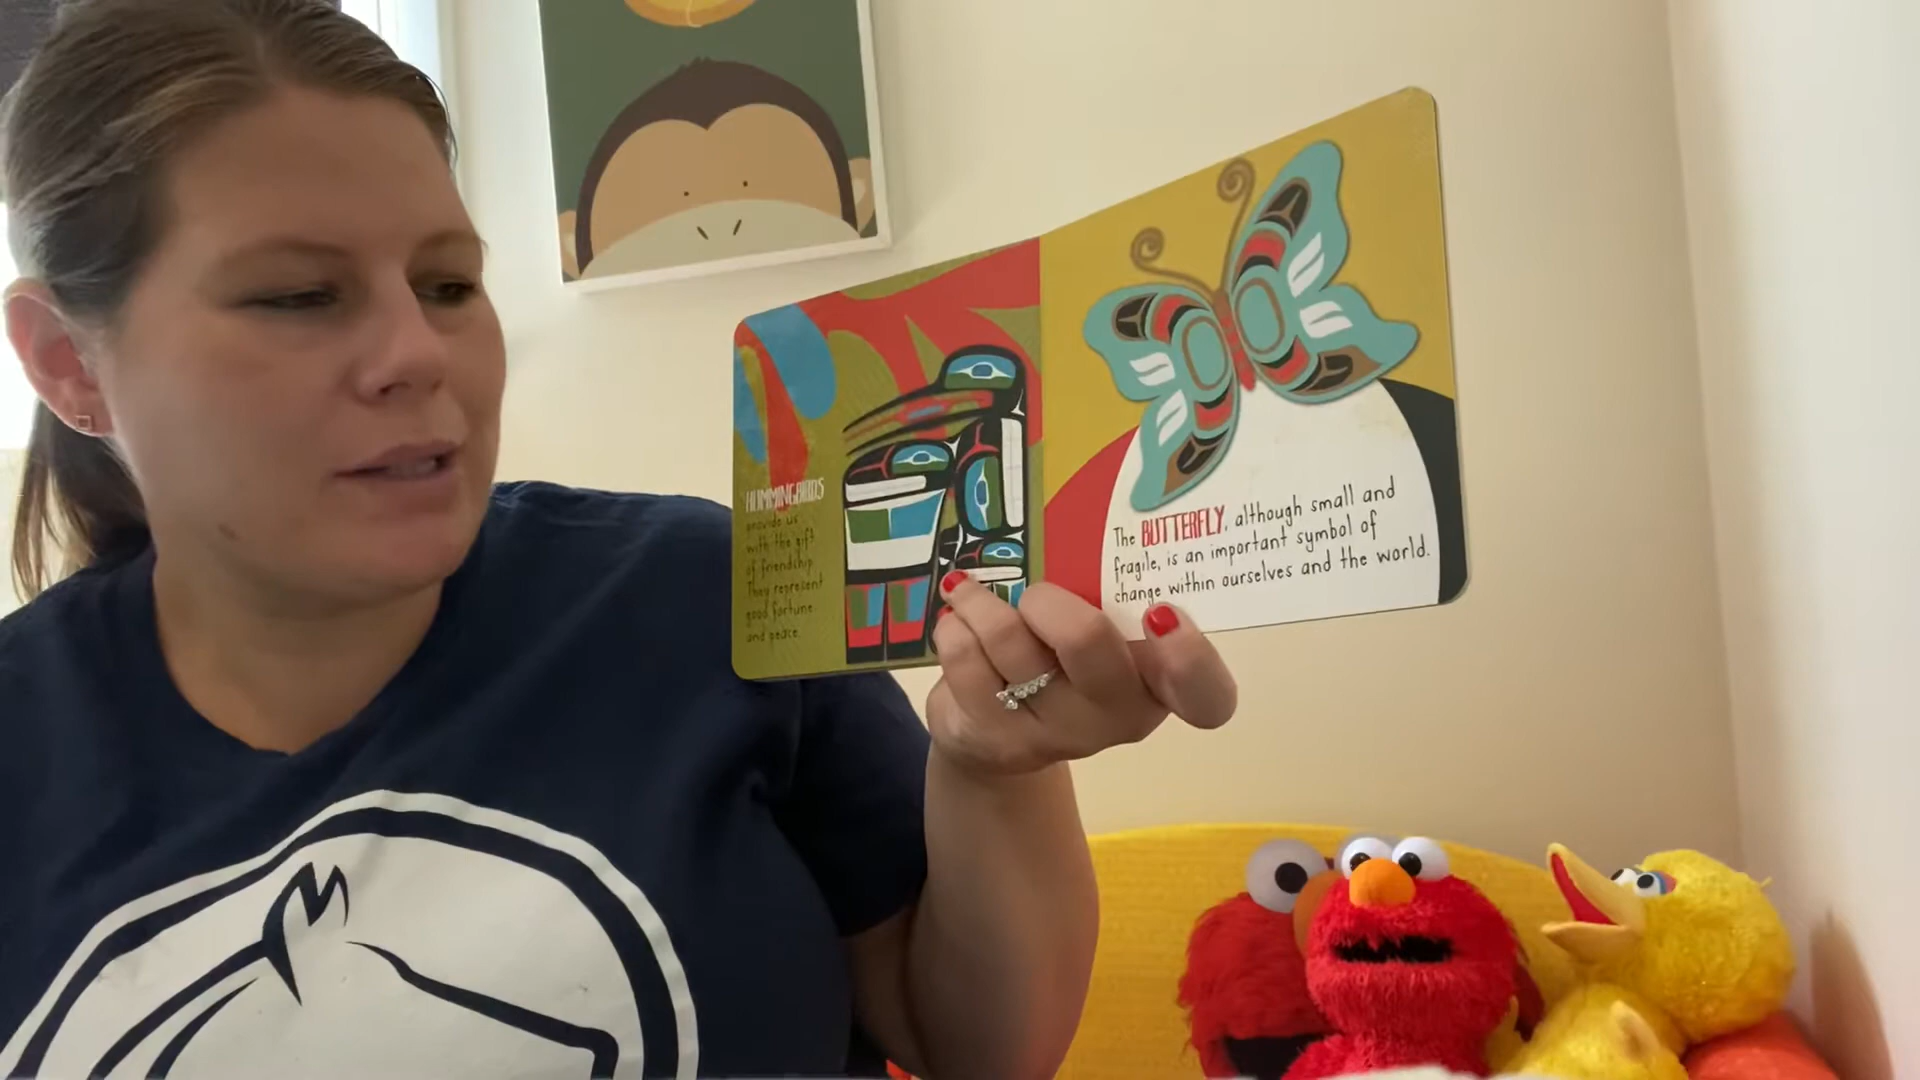 HUMMINGBIRDS
provide us
with the gift
of friendship.
They represent
good fortune
and peace.
The BUTTERFLY, although small and
fragile, is an important symbol of
change within ourselves and the world.